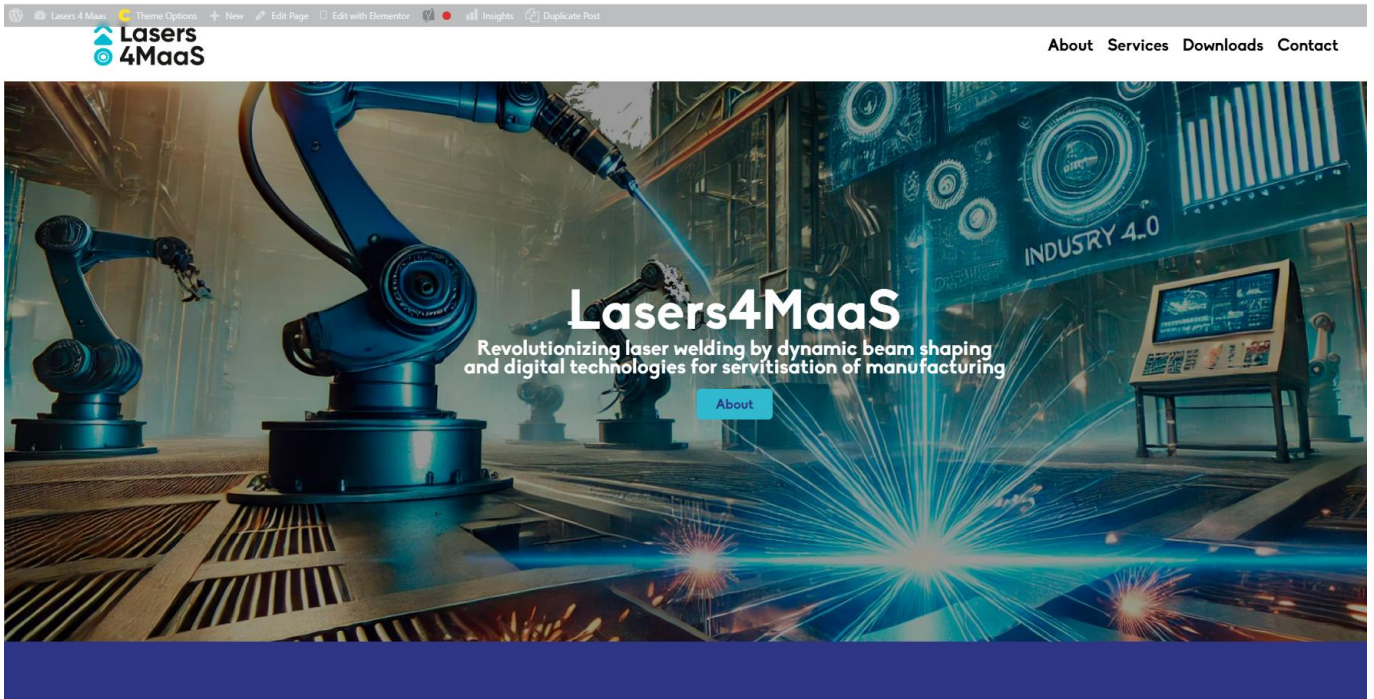 Lasers 4 Maas Theme Options New Edit Page Edit with Elementor Insights Duplicate Post
Lasers
4MaaS
About Services Downloads Contact
INDUSTRY 4.0
Lasers4MaaS
Revolutionizing laser welding by dynamic beam shaping
and digital technologies for servitisation of manufacturing
About